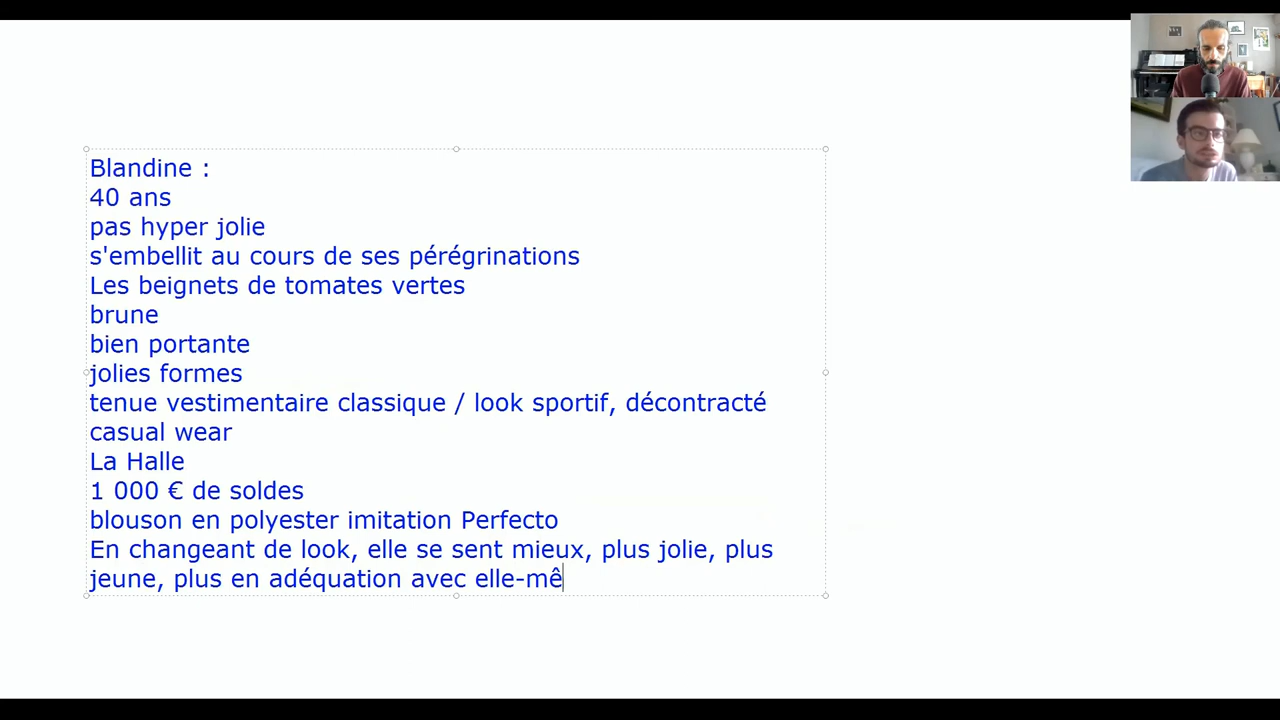 Blandine :
40 ans
pas hyper jolie
s'embellit au cours de ses pérégrinations
Les beignets de tomates vertes
brune
bien portante
jolies formes
tenue vestimentaire classique / look sportif, décontracté
casual wear
La Halle
1 000 € de soldes
blouson en polyester imitation Perfecto
En changeant de look, elle se sent mieux, plus jolie, plus
jeune, plus en adéquation avec elle-mê